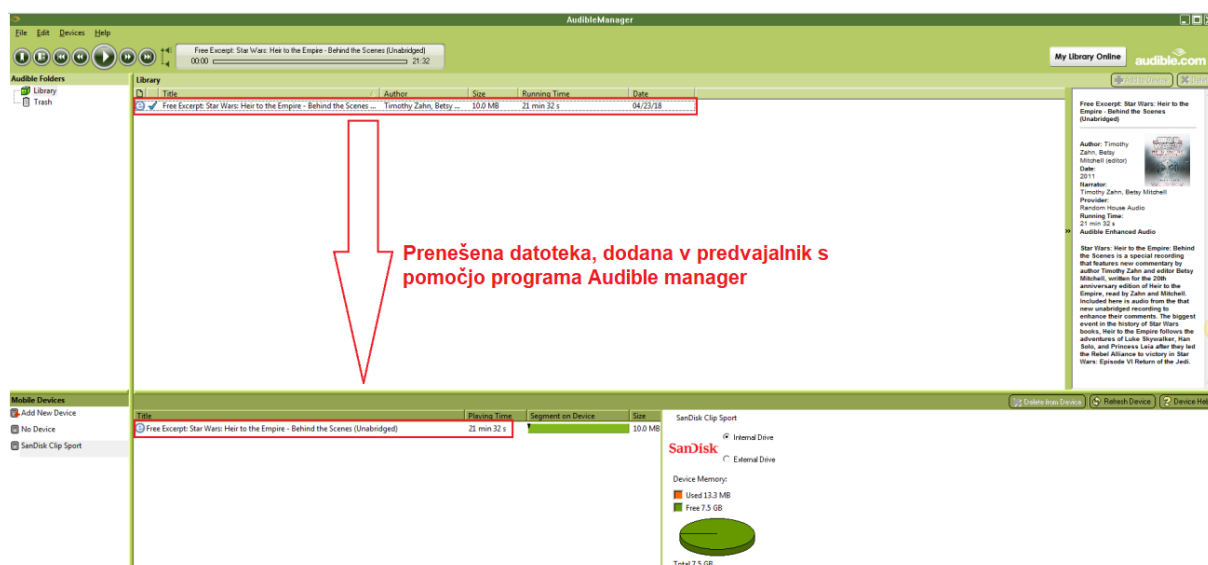 AudibleManager
File Edit Devices Help
Free Excerpt: Star Wars: Heir to the Empire - Behind the Scenes (Unabridged)
00:00 21:32
My Library Online audible.com
Audible Folders
Library
Trash
Library
Add to Device
Title / Author Size Running Time Date
Free Excerpt: Star Wars: Heir to the Empire - Behind the Scenes ... Timothy Zahn, Betsy ... 10.0 MB 21 min 32 s 04/23/18
Prenešena datoteka, dodana v predvajalnik s
pomočjo programa Audible manager
Free Excerpt: Star Wars: Heir to the
Empire - Behind the Scenes
(Unabridged)
Author: Timothy
Zahn, Betsy
Mitchell (editor)
Date:
2011
Narrator:
Timothy Zahn, Betsy Mitchell
Provider:
Random House Audio
Running Time:
21 min 32 s
Audible Enhanced Audio
Star Wars: Heir to the Empire: Behind
the Scenes is a special recording
that features new commentary by
author Timothy Zahn and editor Betsy
Mitchell, written for the 20th
anniversary edition of Heir to the
Empire, read by Zahn and Mitchell.
Included here is audio from the that
new unabridged recording to
enhance their comments. The biggest
event in the history of Star Wars
books, Heir to the Empire follows the
adventures of Luke Skywalker, Han
Solo, and Princess Leia after they led
the Rebel Alliance to victory in Star
Wars: Episode VI Return of the Jedi.
Mobile Devices
Add New Device
No Device
SanDisk Clip Sport
Delete from Device Refresh Device ? Device Hel
Title Playing Time Segment on Device Size
Free Excerpt: Star Wars: Heir to the Empire - Behind the Scenes (Unabridged) 21 min 32 s 10.0 MB
SanDisk Clip Sport
SanDisk
Internal Drive
External Drive
Device Memory:
Used 13.3 MB
Free 7.5 GB
Total 7.5 GB